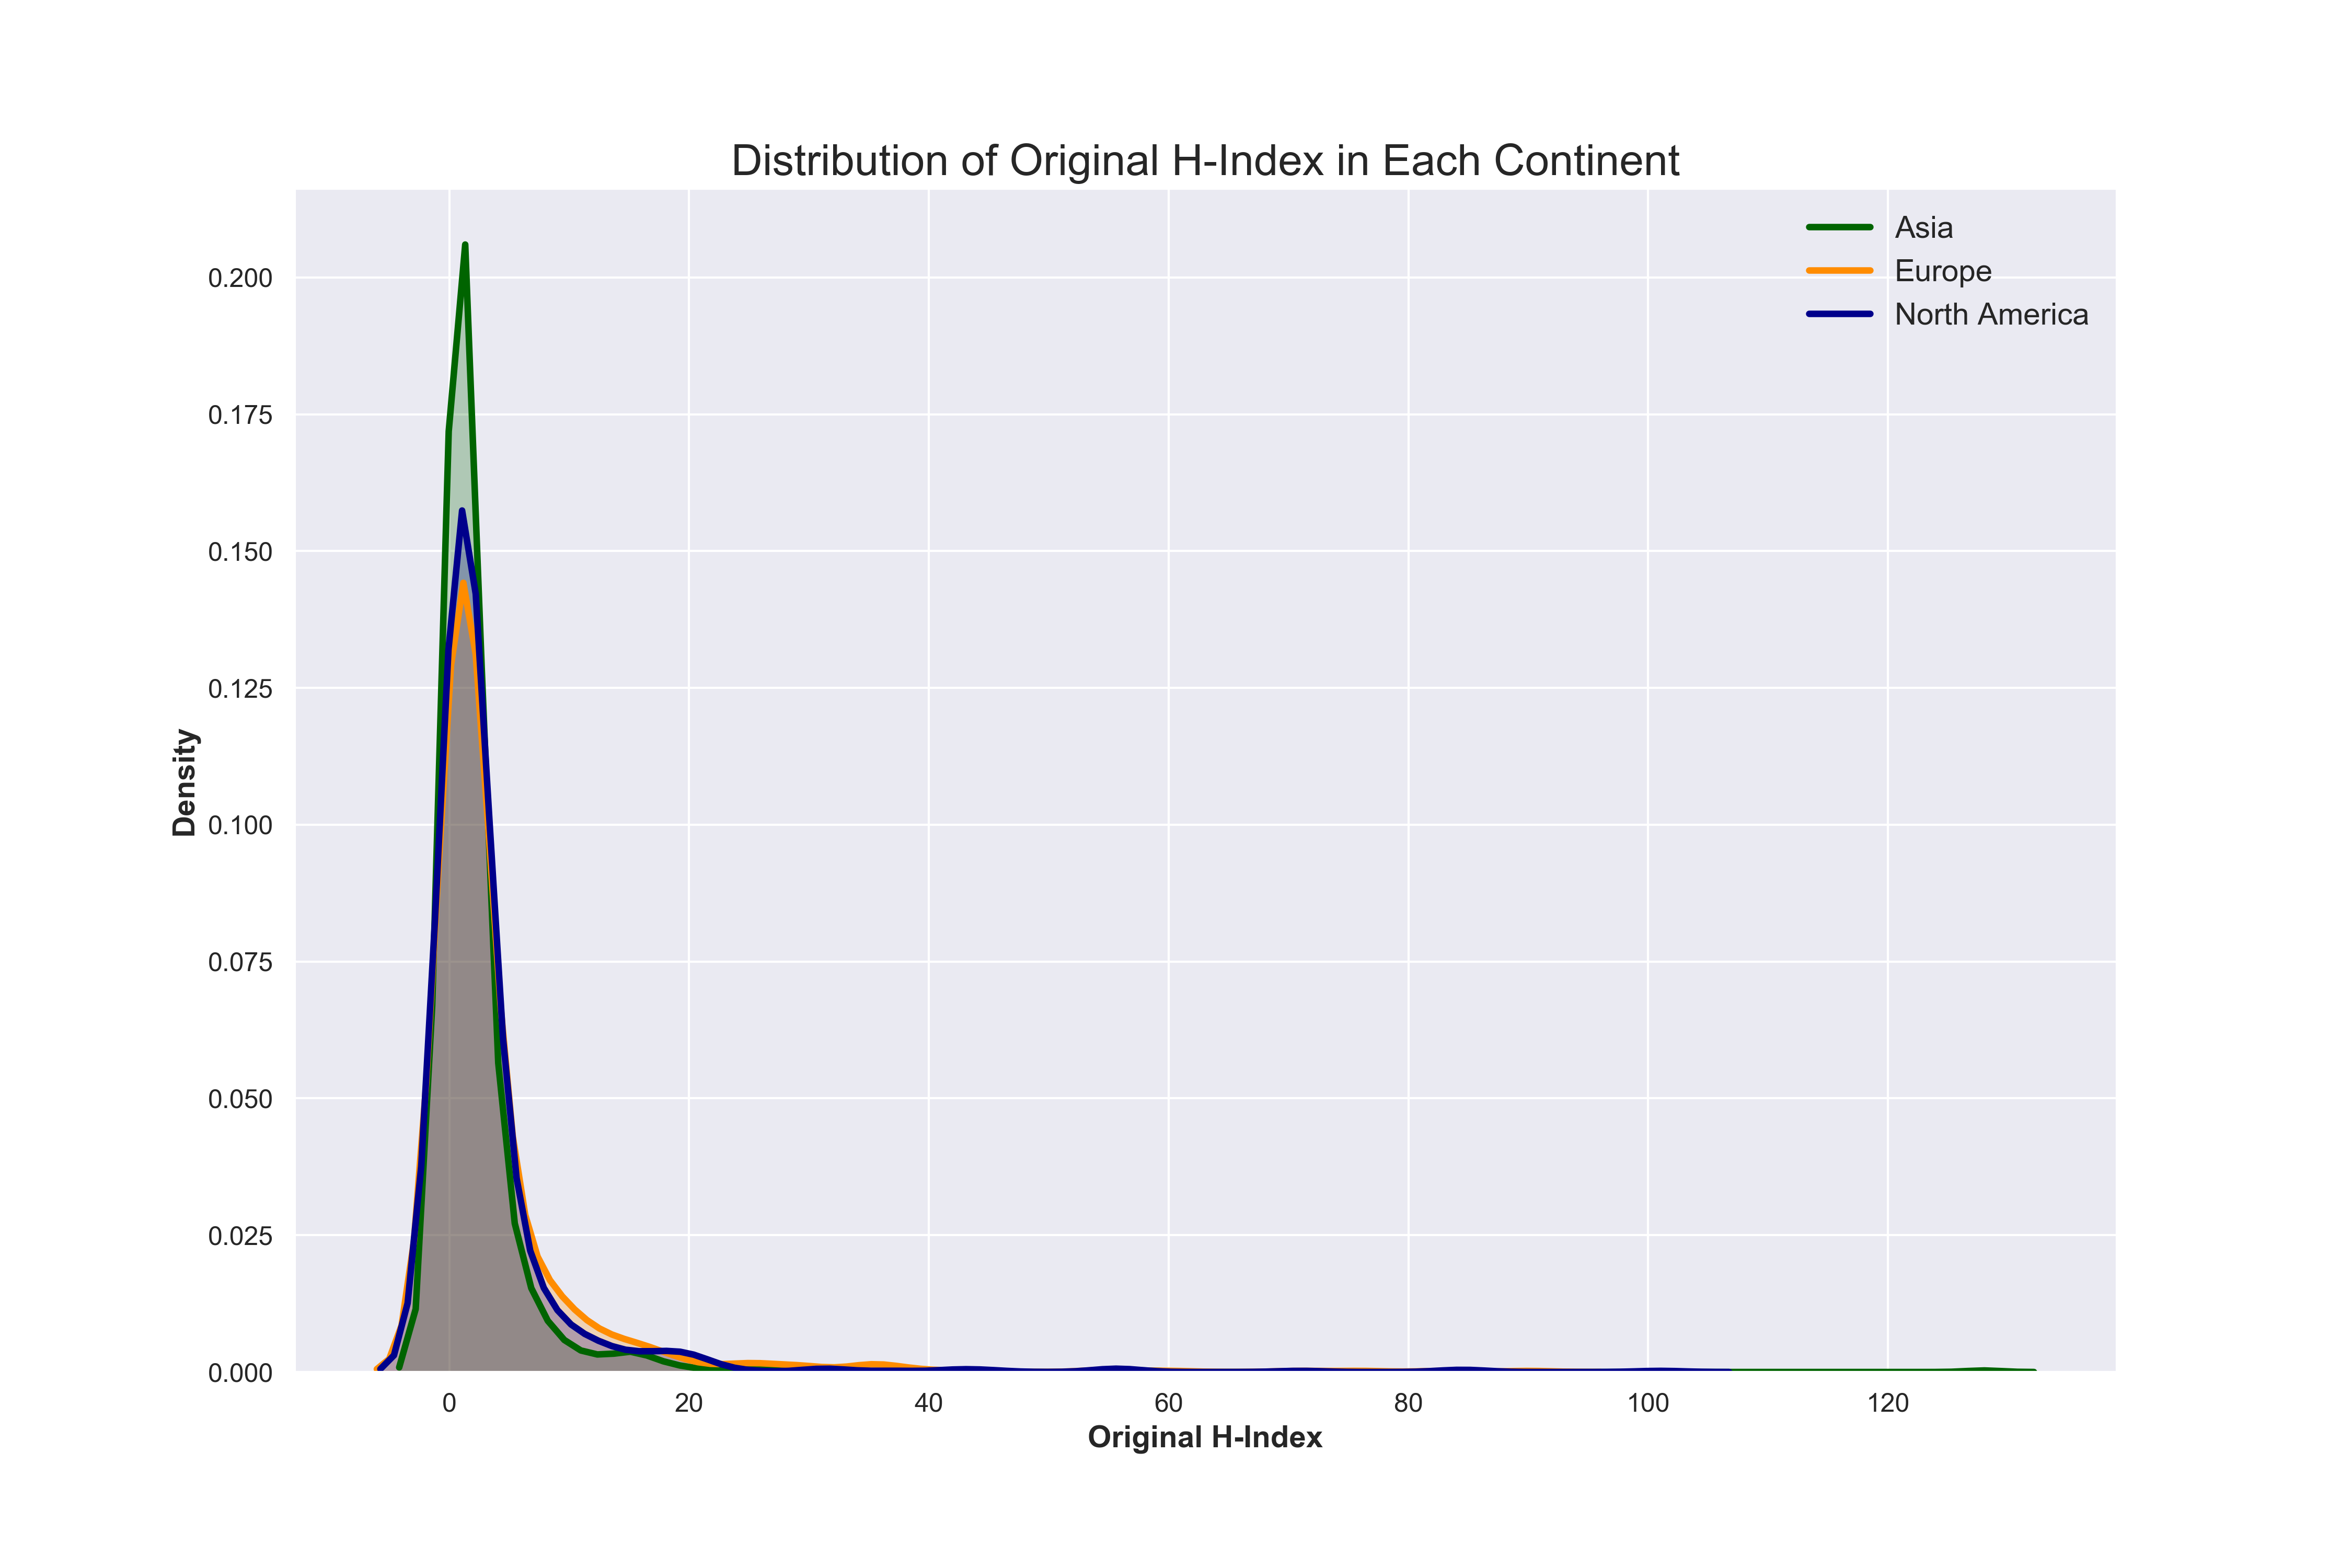 Distribution of Original H-Index in Each Continent
Asia
Europe
North America
0.200
0.175
0.150
0.125
0.100
0.075
0.050
0.025
0.000
Density
0 20 40 60 80 100 120
Original H-Index